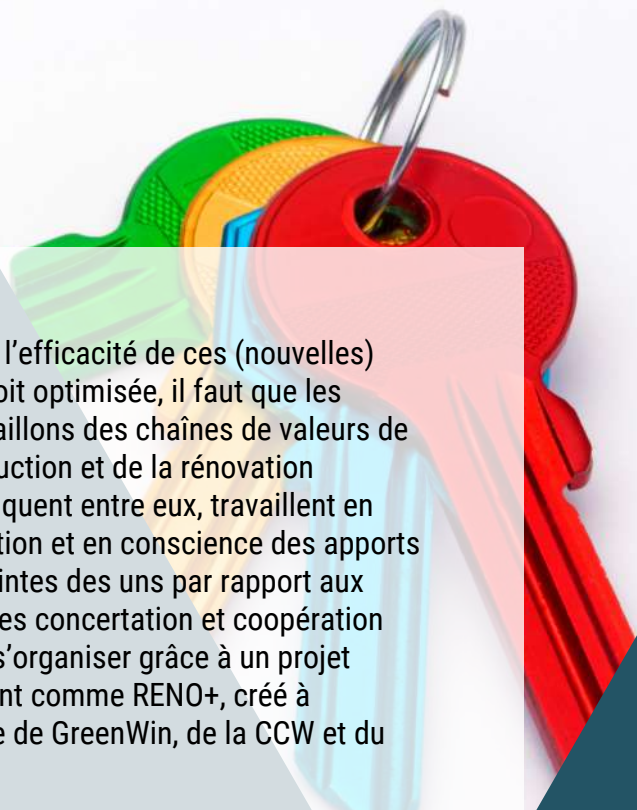 l’efficacité de ces (nouvelles)
oit optimisée, il faut que les
aillons des chaînes de valeurs de
uction et de la rénovation
quent entre eux, travaillent en
tion et en conscience des apports
intes des uns par rapport aux
es concertation et coopération
s’organiser grâce à un projet
nt comme RENO+, créé à
e de GreenWin, de la CCW et du